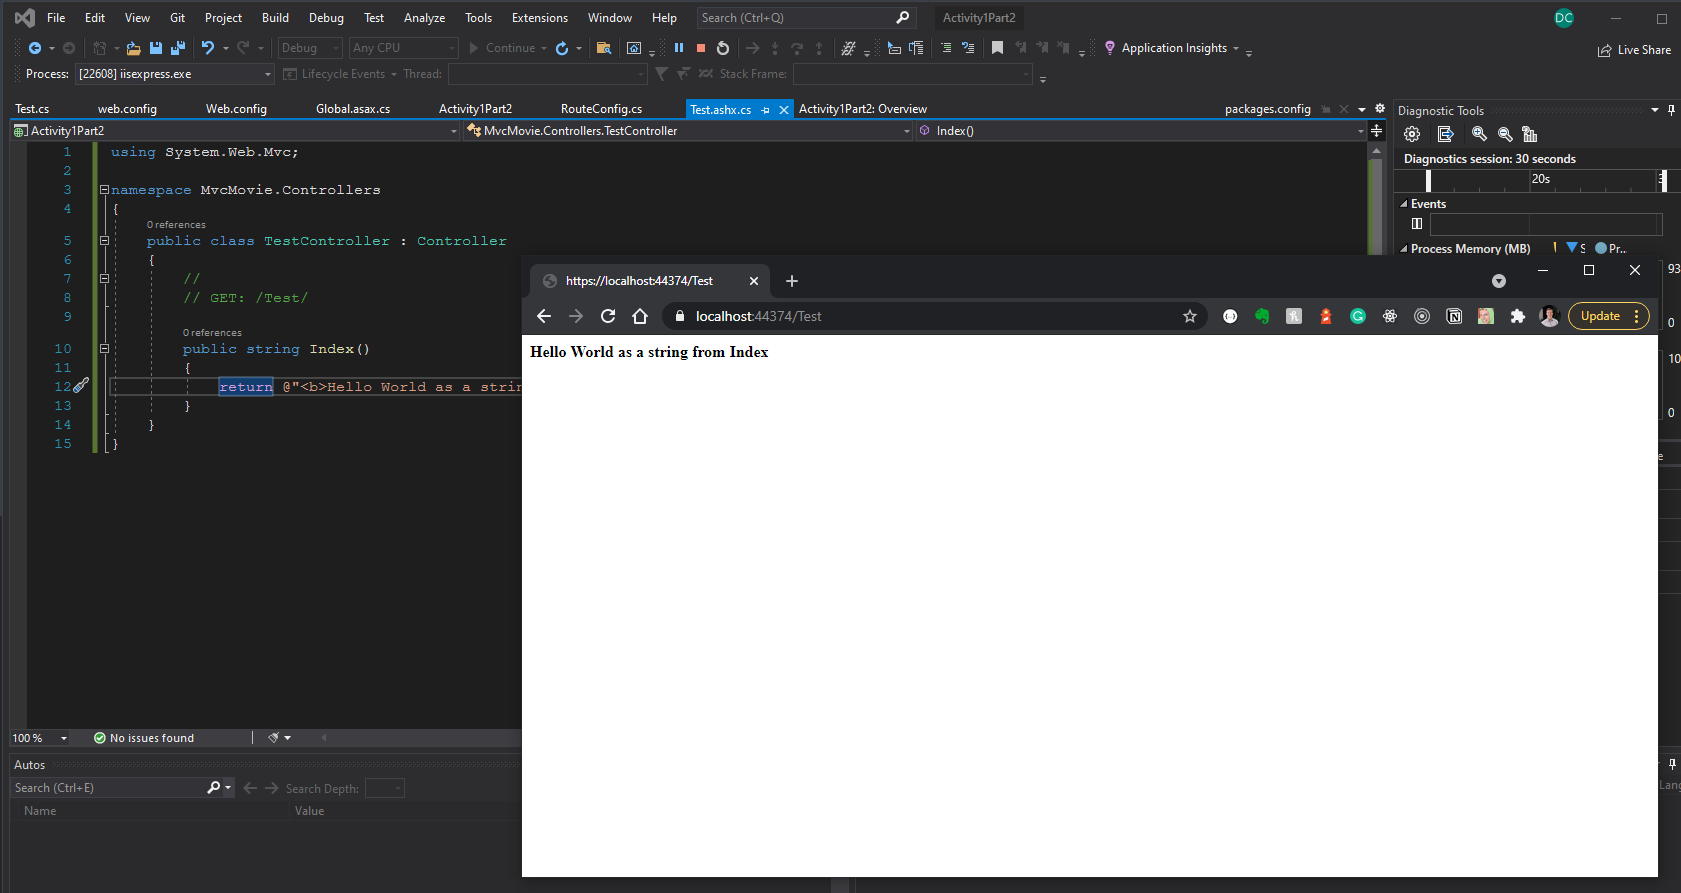 File Edit View Git Project Build Debug Test Analyze Tools Extensions Window Help Search (Ctrl+Q) Activity1Part2 DC
Debug Any CPU Continue Application Insights Live Share
Process: [22608] iisexpress.exe Lifecycle Events Thread: Stack Frame:
Test.cs web.config Web.config Global.asax.cs Activity1Part2 RouteConfig.cs Test.ashx.cs Activity1Part2: Overview packages.config
Activity1Part2 MvcMovie.Controllers.TestController Index()
1 using System.Web.Mvc;
2
3 namespace MvcMovie.Controllers
4 {
0 references
5 public class TestController : Controller
6 {
7 //
8 // GET: /Test/
9
0 references
10 public string Index()
11 {
12 return @"<b>Hello World as a strin
13 }
14 }
15 }
100 % No issues found
Autos
Search (Ctrl+E) Search Depth:
Name Value
Diagnostic Tools
Diagnostics session: 30 seconds
20s
Events
Process Memory (MB) S Pr...
93
0
10
0
e
Lang
https://localhost:44374/Test
localhost:44374/Test Update
Hello World as a string from Index